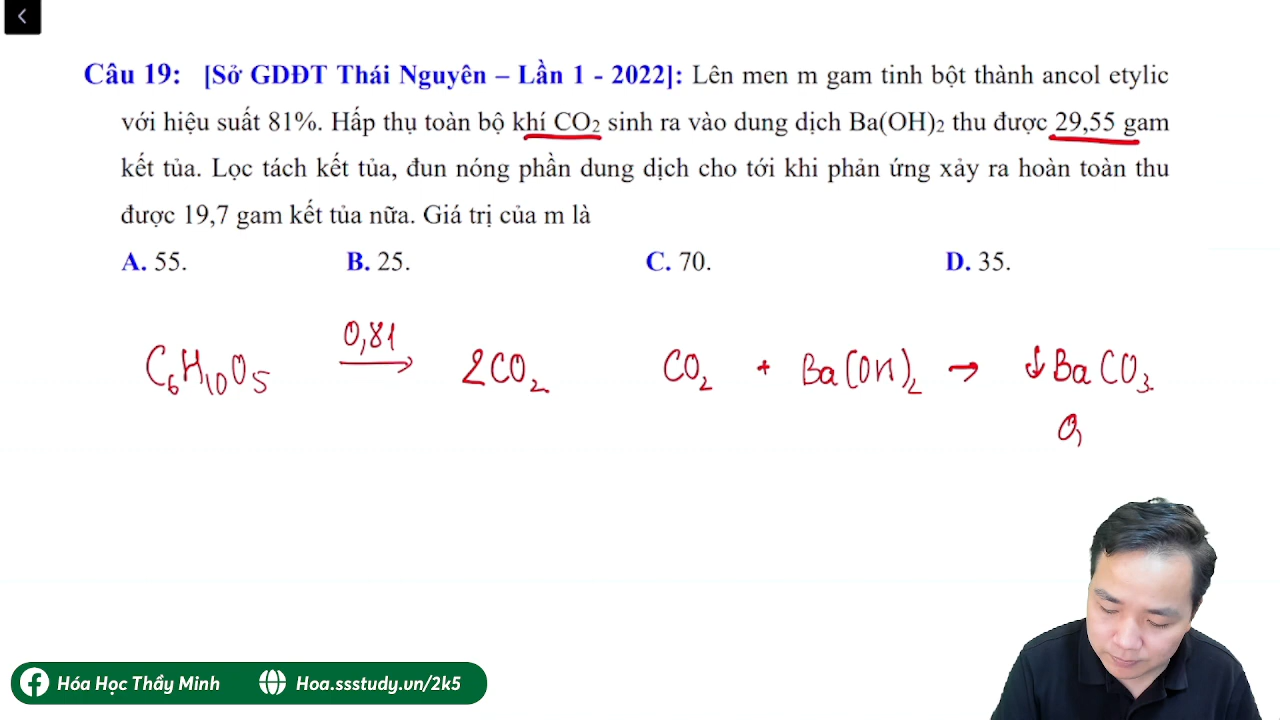 Câu 19: [Sở GDĐT Thái Nguyên – Lần 1 - 2022]: Lên men m gam tinh bột thành ancol etylic
với hiệu suất 81%. Hấp thụ toàn bộ khí CO₂ sinh ra vào dung dịch Ba(OH)₂ thu được 29,55 gam
kết tủa. Lọc tách kết tủa, đun nóng phần dung dịch cho tới khi phản ứng xảy ra hoàn toàn thu
được 19,7 gam kết tủa nữa. Giá trị của m là
A. 55. B. 25. C. 70. D. 35.
0,81
C₆H₁₀O₅ → 2CO₂ CO₂ + Ba(OH)₂ → ↓BaCO₃
0,
Hóa Học Thầy Minh Hoa.ssstudy.vn/2k5